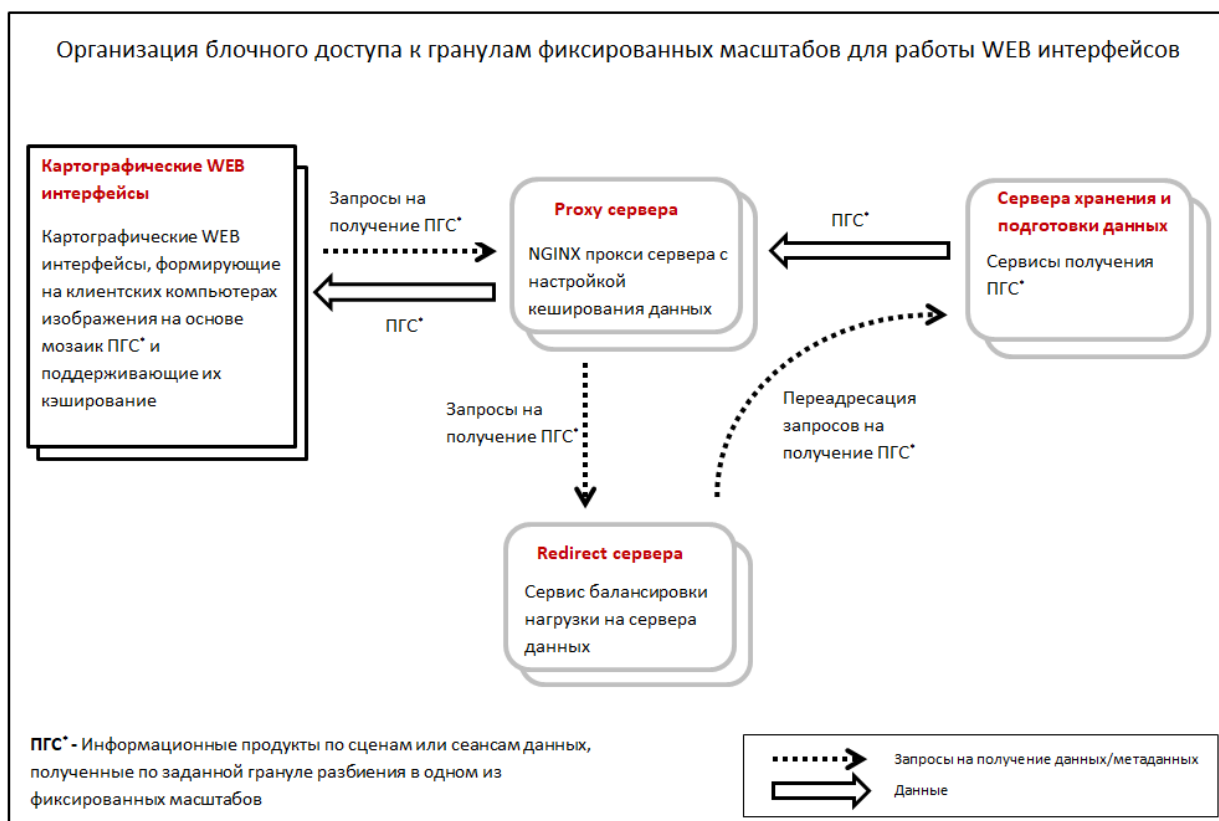 Организация блочного доступа к гранулам фиксированных масштабов для работы WEB интерфейсов
Картографические WEB
интерфейсы
Картографические WEB
интерфейсы, формирующие
на клиентских компьютерах
изображения на основе
мозаик ПГС* и
поддерживающие их
кэширование
Запросы на
получение ПГС*
ПГС*
Proxy сервера
NGINX прокси сервера с
настройкой
кеширования данных
ПГС*
Сервера хранения и
подготовки данных
Сервисы получения
ПГС*
Запросы на
получение ПГС*
Переадресация
запросов на
получение ПГС*
Redirect сервера
Сервис балансировки
нагрузки на сервера
данных
ПГС* - Информационные продукты по сценам или сеансам данных,
полученные по заданной грануле разбиения в одном из
фиксированных масштабов
Запросы на получение данных/метаданных
Данные